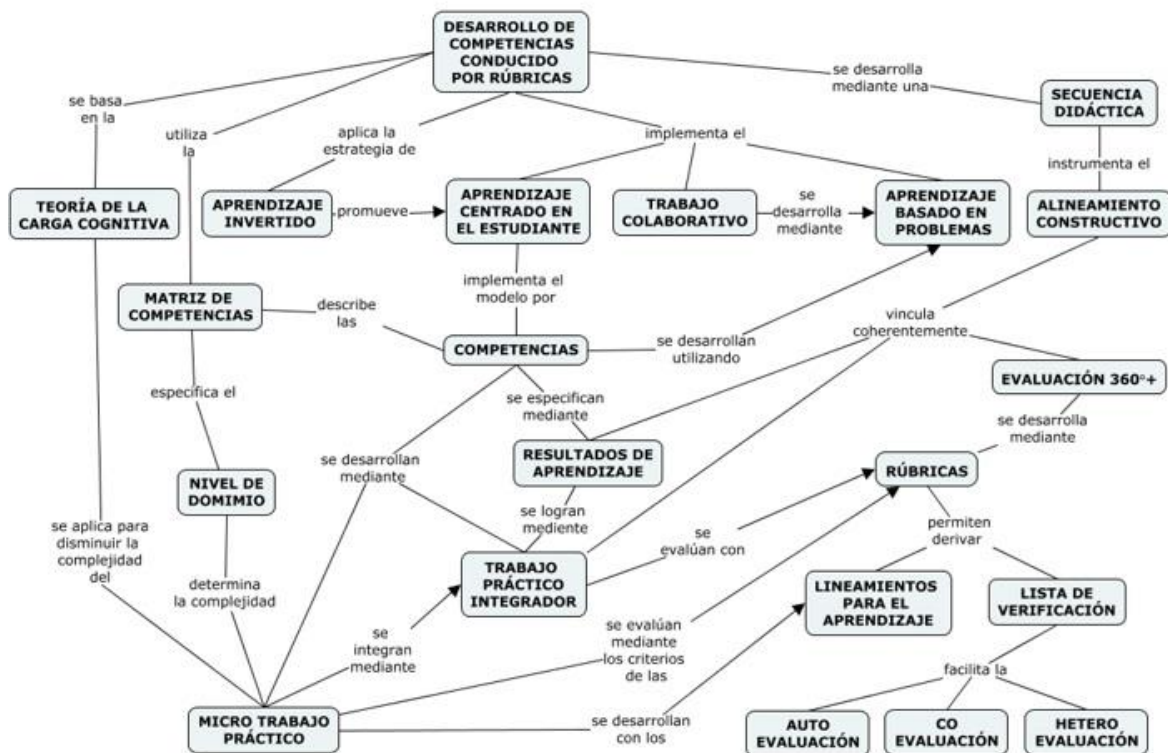 DESARROLLO DE
COMPETENCIAS
CONDUCIDO
POR RÚBRICAS
se basa
en la
utiliza
la
aplica la
estrategia de
implementa el
se desarrolla
mediante una
SECUENCIA
DIDÁCTICA
instrumenta el
TEORÍA DE LA
CARGA COGNITIVA
APRENDIZAJE
INVERTIDO
promueve
APRENDIZAJE
CENTRADO EN
EL ESTUDIANTE
TRABAJO
COLABORATIVO
se
desarrolla
mediante
APRENDIZAJE
BASADO EN
PROBLEMAS
ALINEAMIENTO
CONSTRUCTIVO
implementa el
modelo por
MATRIZ DE
COMPETENCIAS
describe
las
COMPETENCIAS
se desarrollan
utilizando
vincula
coherentemente
EVALUACIÓN 360°+
especifica el
se especifican
mediante
se desarrolla
mediante
NIVEL DE
DOMIMIO
se desarrollan
mediante
RESULTADOS DE
APRENDIZAJE
RÚBRICAS
se logran
mediente
se aplica para
disminuir la
complejidad
del
determina
la complejidad
TRABAJO
PRÁCTICO
INTEGRADOR
se
evalúan con
permiten
derivar
LINEAMIENTOS
PARA EL
APRENDIZAJE
LISTA DE
VERIFICACIÓN
se
integran
mediante
se evalúan
mediante
los criterios
de las
facilita la
MICRO TRABAJO
PRÁCTICO
se desarrollan
con los
AUTO
EVALUACIÓN
CO
EVALUACIÓN
HETERO
EVALUACIÓN